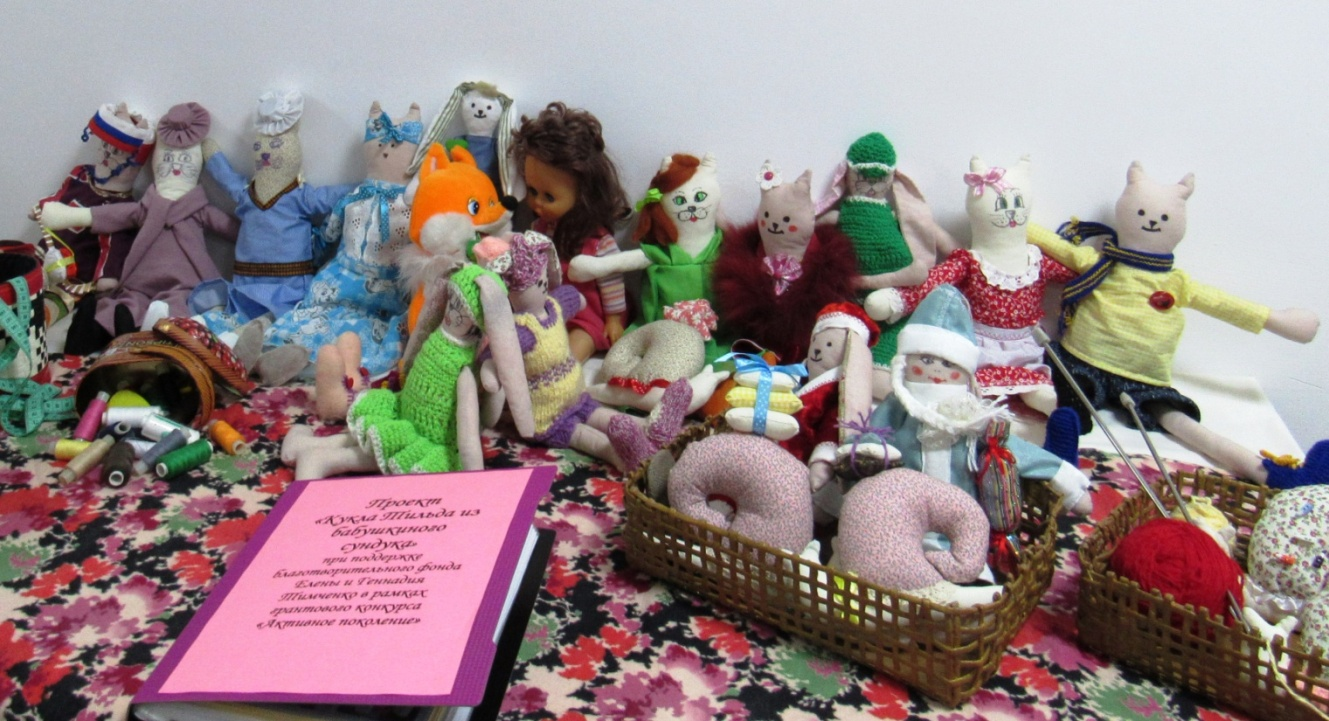 Проект
«Кукла Тильда из
бабушкиного
сундука»
при поддержке
благотворительного фонда
Елены и Геннадия
Тимченко в рамках
грантового конкурса
«Активное поколение»